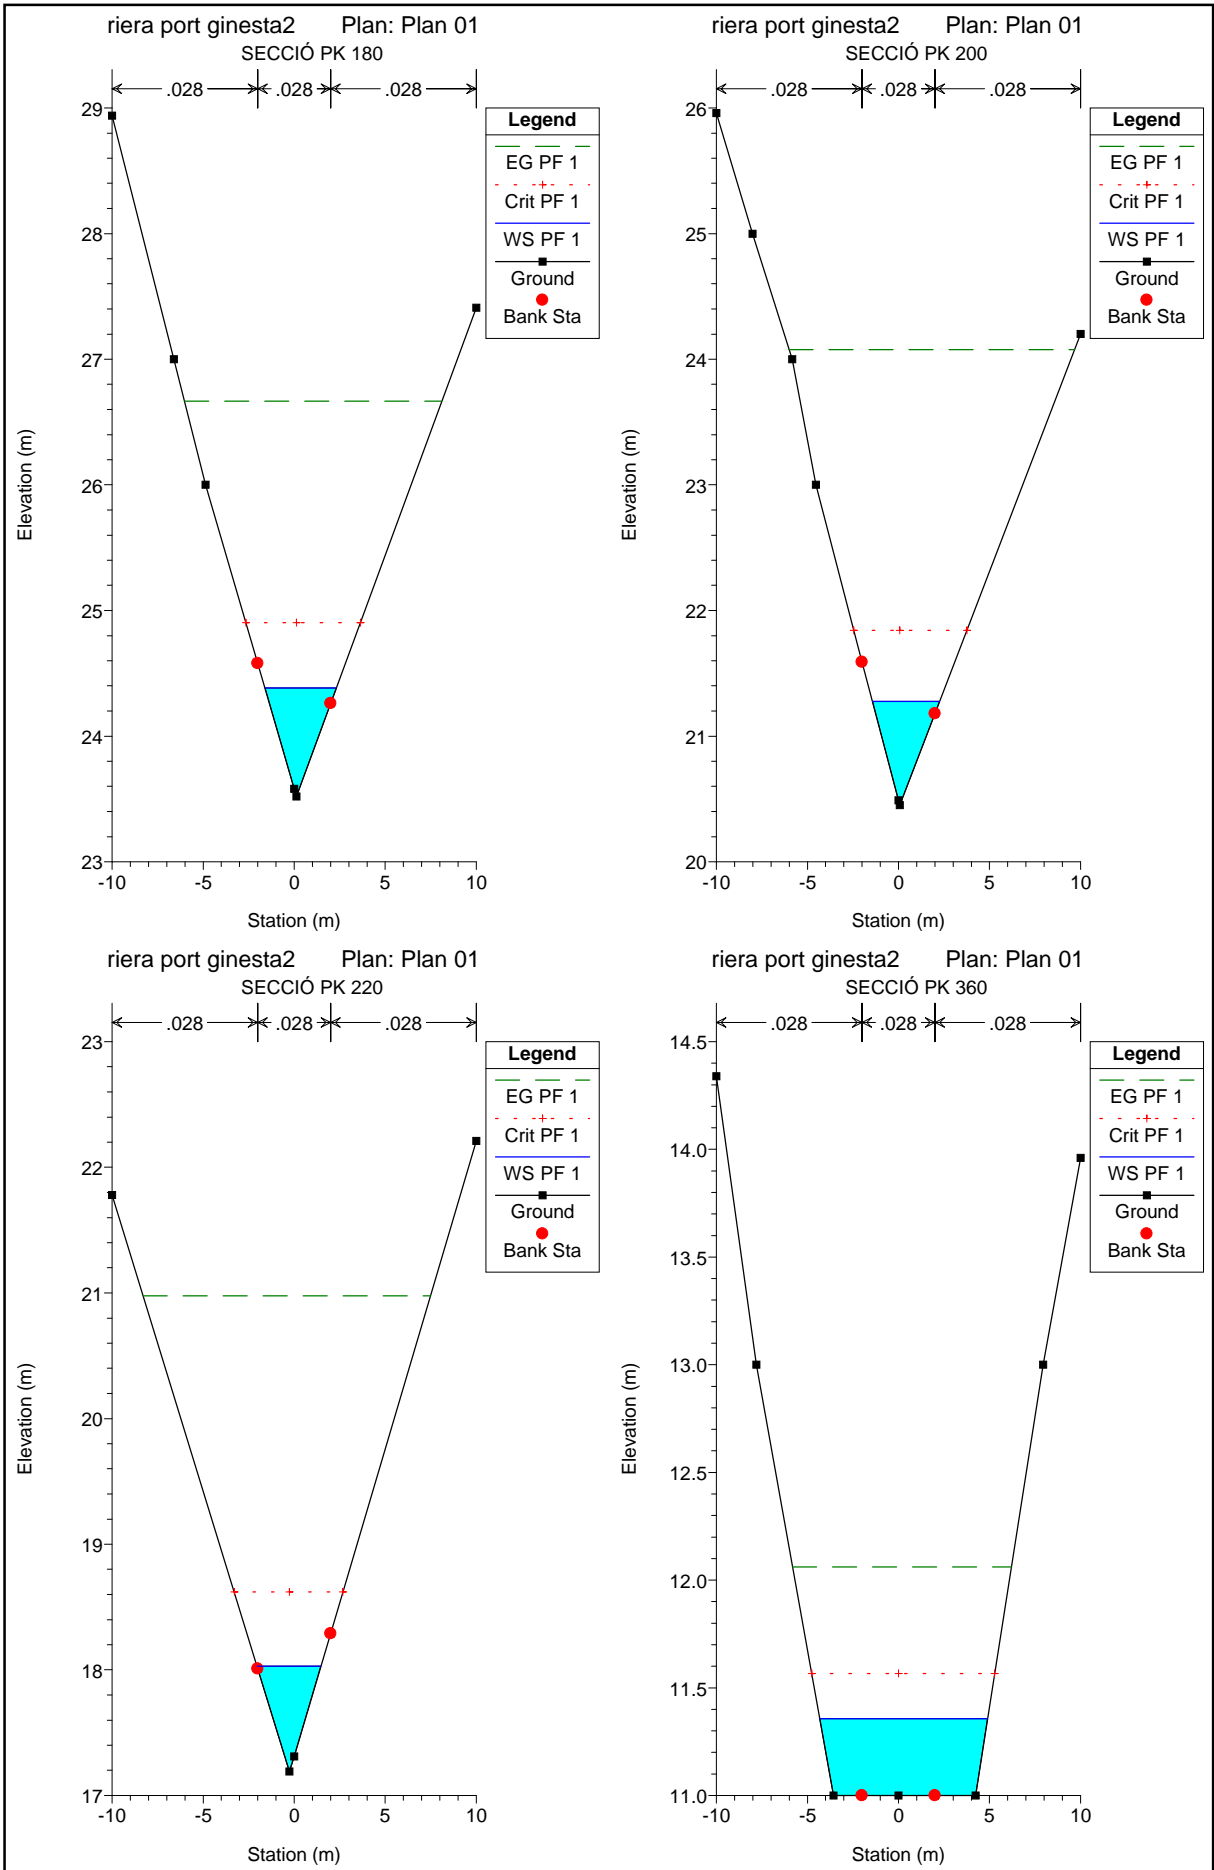 riera port ginesta2 Plan: Plan 01
SECCIÓ PK 180
.028 .028 .028
29
28
27
26
25
24
23
-10 -5 0 5 10
Elevation (m)
Station (m)
Legend
EG PF 1
Crit PF 1
WS PF 1
Ground
Bank Sta
riera port ginesta2 Plan: Plan 01
SECCIÓ PK 200
.028 .028 .028
26
25
24
23
22
21
20
-10 -5 0 5 10
Elevation (m)
Station (m)
Legend
EG PF 1
Crit PF 1
WS PF 1
Ground
Bank Sta
riera port ginesta2 Plan: Plan 01
SECCIÓ PK 220
.028 .028 .028
23
22
21
20
19
18
17
-10 -5 0 5 10
Elevation (m)
Station (m)
Legend
EG PF 1
Crit PF 1
WS PF 1
Ground
Bank Sta
riera port ginesta2 Plan: Plan 01
SECCIÓ PK 360
.028 .028 .028
14.5
14.0
13.5
13.0
12.5
12.0
11.5
11.0
-10 -5 0 5 10
Elevation (m)
Station (m)
Legend
EG PF 1
Crit PF 1
WS PF 1
Ground
Bank Sta